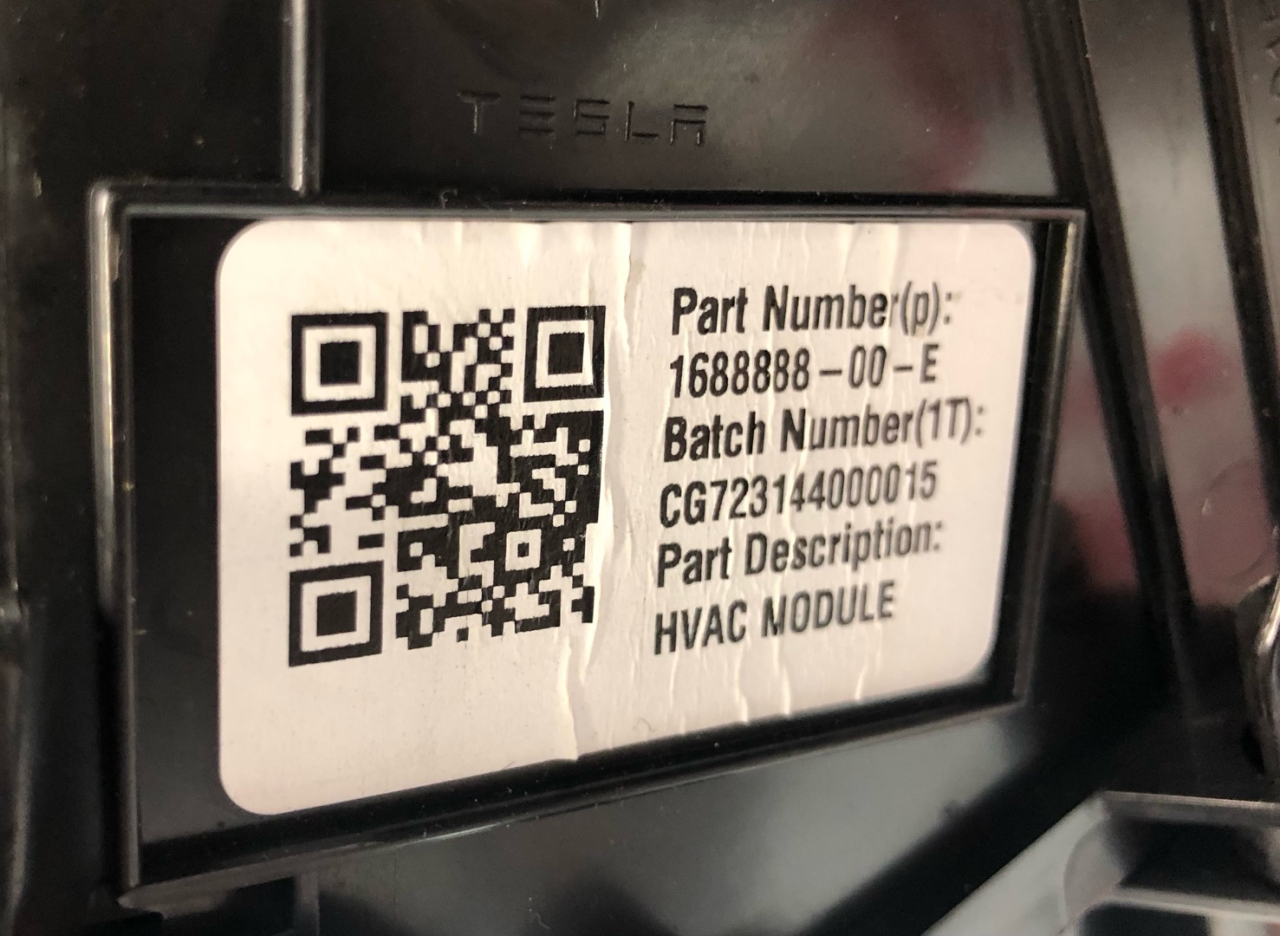 TESLA
Part Number(p):
1688888-00-E
Batch Number(1T):
CG723144000015
Part Description:
HVAC MODULE